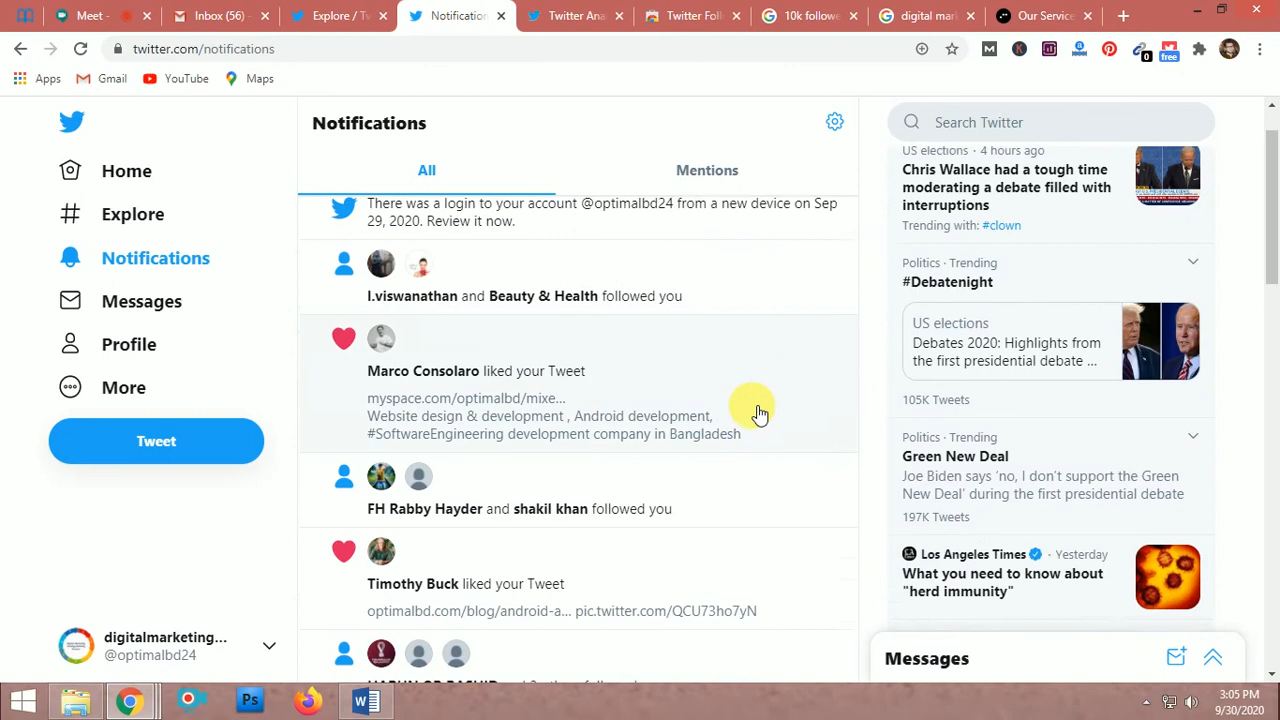 Meet -
Inbox (56)
Explore / Tw
Notification
Twitter Ana
Twitter Foll
10k followe
digital mar
Our Service
twitter.com/notifications
0
free
Apps
Gmail
YouTube
Maps
Home
Explore
Notifications
Messages
Profile
More
Tweet
digitalmarketing...
@optimalbd24
Notifications
All
Mentions
There was a login to your account @optimalbd24 from a new device on Sep
29, 2020. Review it now.
I.viswanathan and Beauty & Health followed you
Marco Consolaro liked your Tweet
myspace.com/optimalbd/mixe...
Website design & development , Android development,
#SoftwareEngineering development company in Bangladesh
FH Rabby Hayder and shakil khan followed you
Timothy Buck liked your Tweet
optimalbd.com/blog/android-a... pic.twitter.com/QCU73ho7yN
Search Twitter
US elections · 4 hours ago
Chris Wallace had a tough time
moderating a debate filled with
interruptions
Trending with: #clown
Politics · Trending
#Debatenight
US elections
Debates 2020: Highlights from
the first presidential debate ...
105K Tweets
Politics · Trending
Green New Deal
Joe Biden says 'no, I don't support the Green
New Deal' during the first presidential debate
197K Tweets
Los Angeles Times · Yesterday
What you need to know about
"herd immunity"
Messages
Ps
3:05 PM
9/30/2020